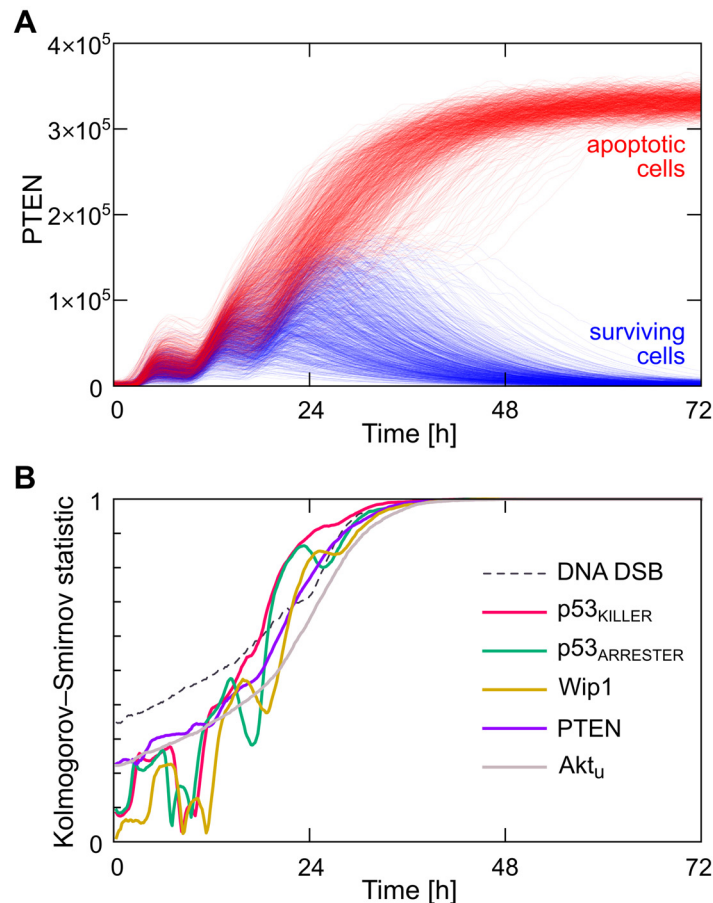 A
4×10⁵
3×10⁵
2×10⁵
1×10⁵
0
PTEN
apoptotic
cells
surviving
cells
0
24
48
72
Time [h]
B
1
0
Kolmogorov–Smirnov statistic
DNA DSB
p53KILLER
p53ARRESTER
Wip1
PTEN
Aktu
0
24
48
72
Time [h]